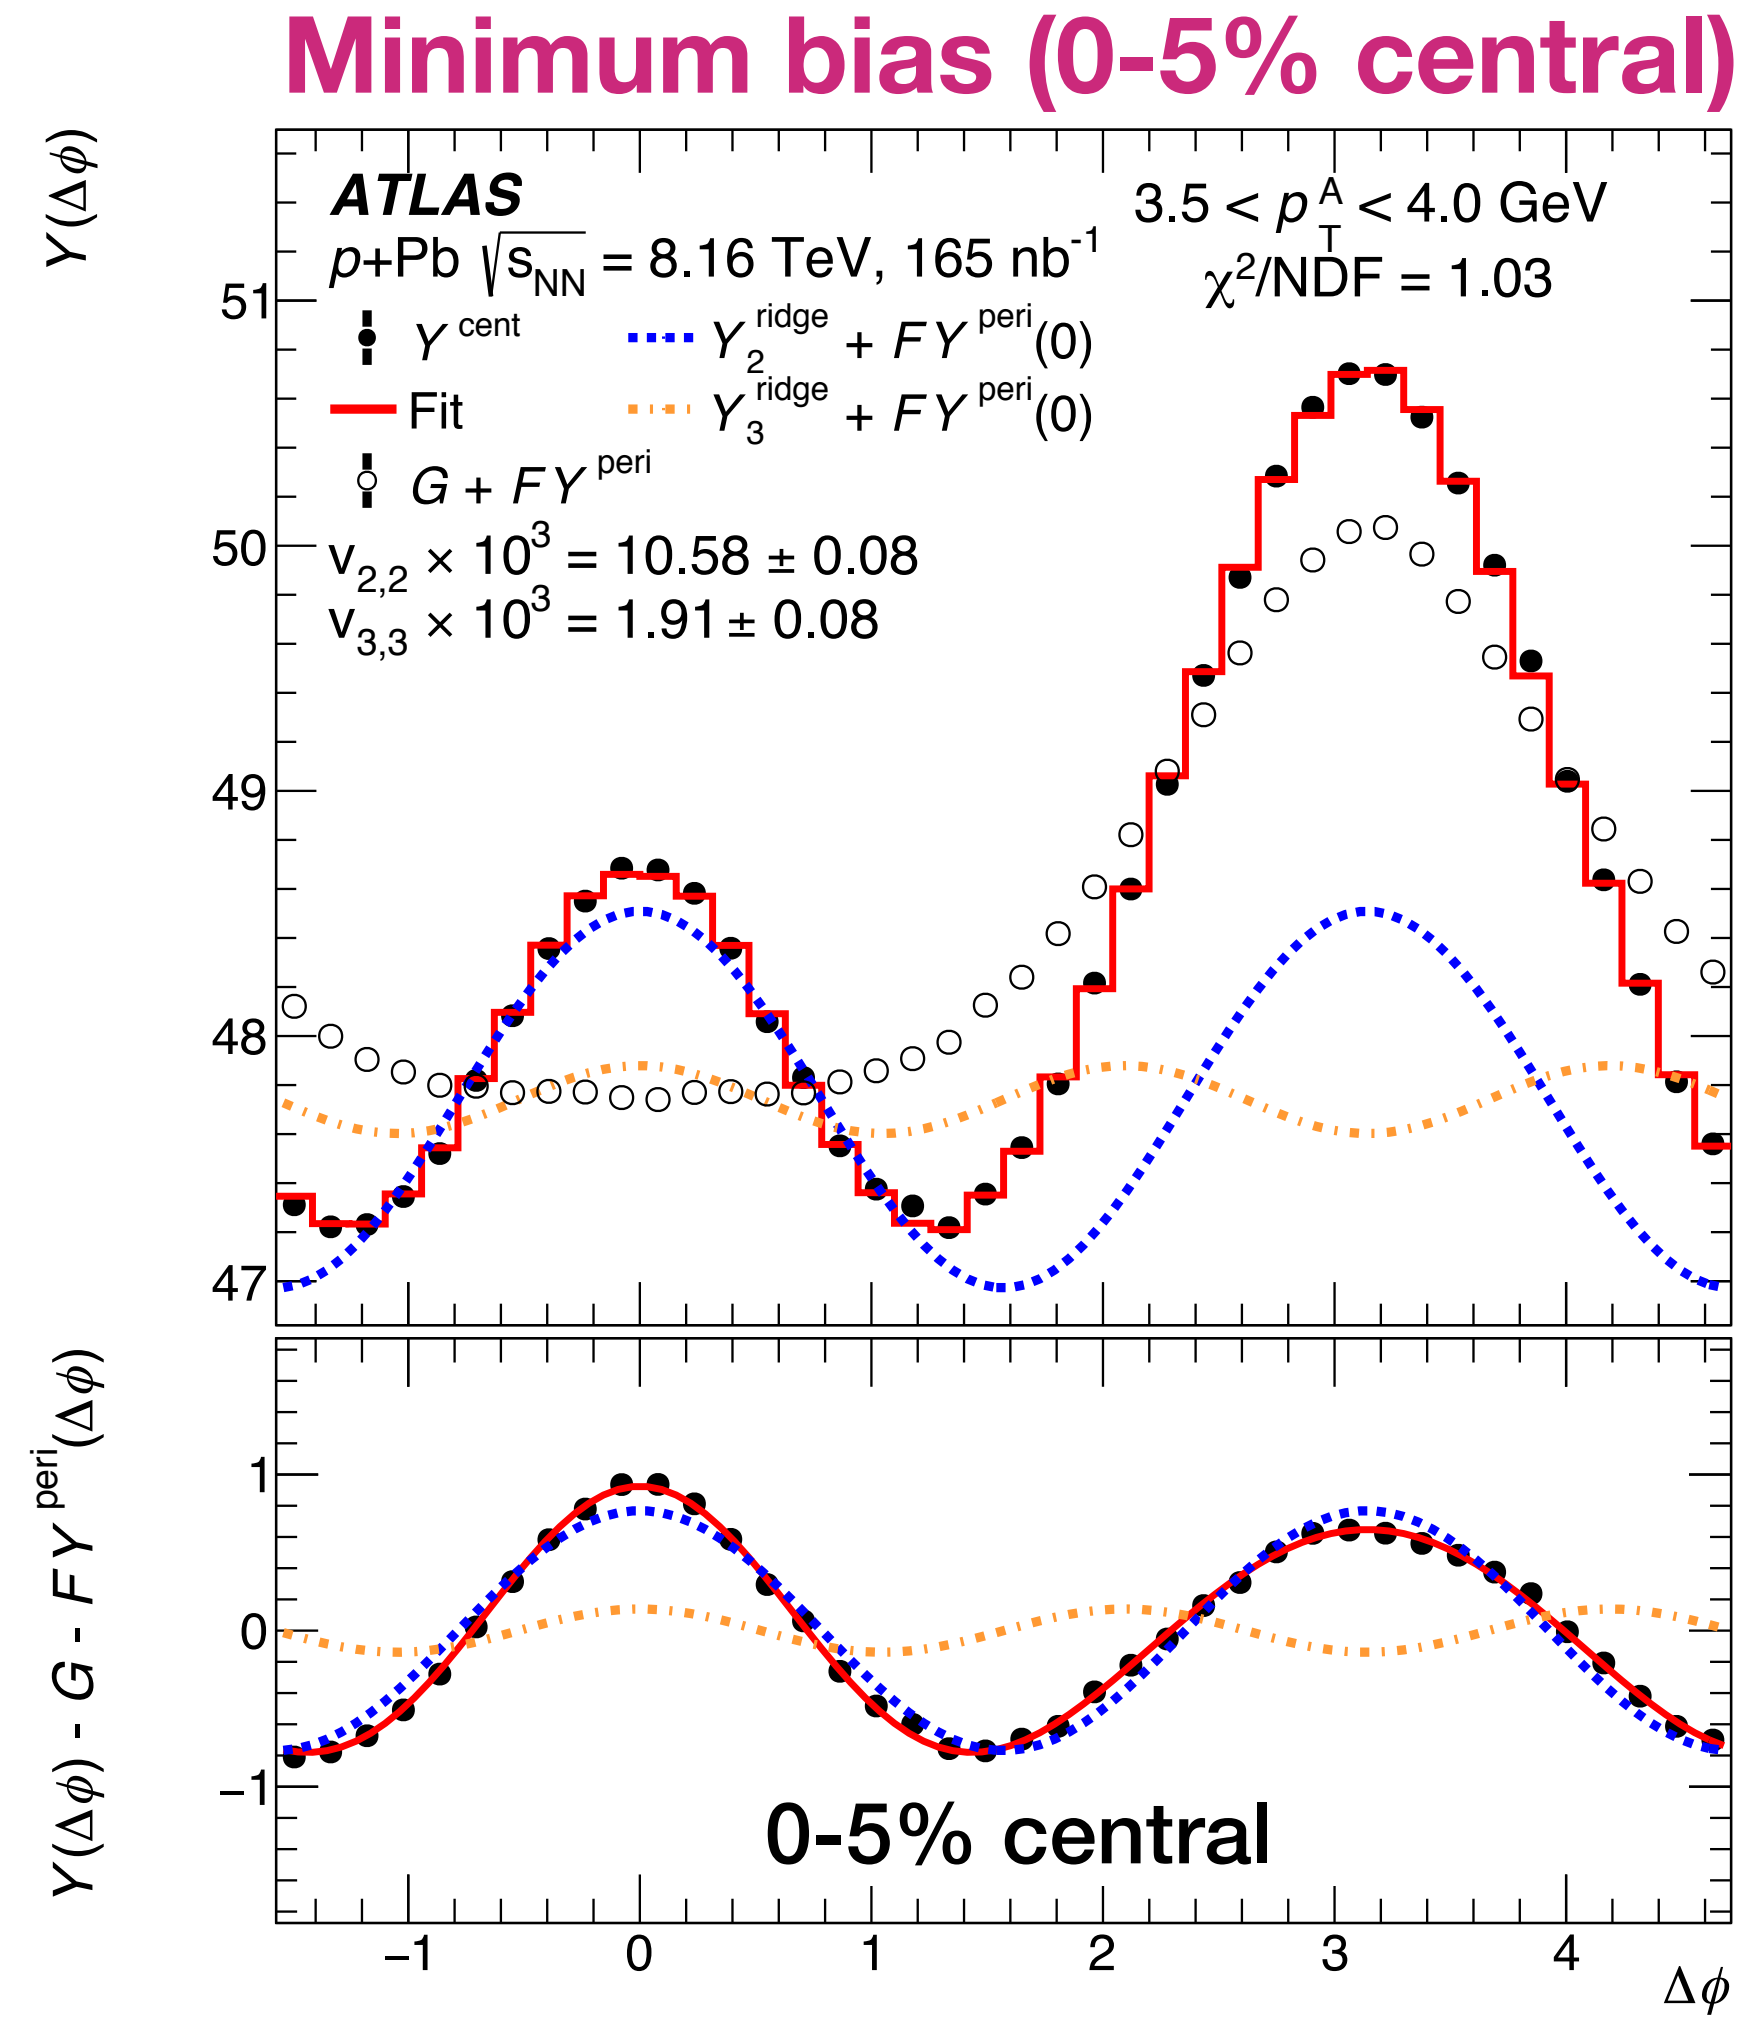 Minimum bias (0-5% central)
Y(Δϕ)
ATLAS
p+Pb √sNN = 8.16 TeV, 165 nb-1
3.5 < pTA < 4.0 GeV
χ2/NDF = 1.03
Y cent
Y2ridge + FY peri(0)
Fit
Y3ridge + FY peri(0)
G + FY peri
v2,2 × 103 = 10.58 ± 0.08
v3,3 × 103 = 1.91 ± 0.08
51
50
49
48
47
Y(Δϕ) - G - FY peri(Δϕ)
1
0
−1
0-5% central
−1 0 1 2 3 4
Δϕ